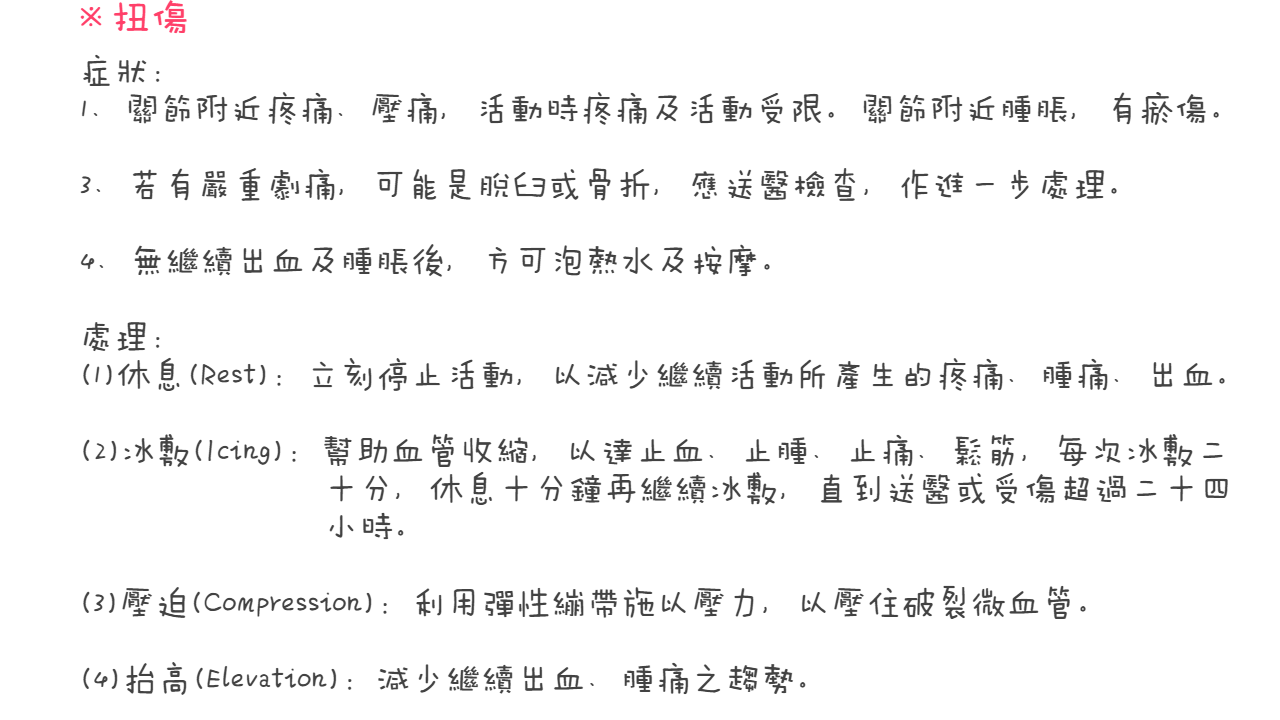 ※ 扭傷
症狀：
1、 關節附近疼痛、壓痛，活動時疼痛及活動受限。關節附近腫脹，有瘀傷。
3、 若有嚴重劇痛，可能是脫臼或骨折，應送醫檢查，作進一步處理。
4、 無繼續出血及腫脹後，方可泡熱水及按摩。
處理：
(1)休息(Rest)：立刻停止活動，以減少繼續活動所產生的疼痛、腫痛、出血。
(2)冰敷(Icing)：幫助血管收縮，以達止血、止腫、止痛、鬆筋，每次冰敷二
十分，休息十分鐘再繼續冰敷，直到送醫或受傷超過二十四
小時。
(3)壓迫(Compression)：利用彈性繃帶施以壓力，以壓住破裂微血管。
(4)抬高(Elevation)：減少繼續出血、腫痛之趨勢。